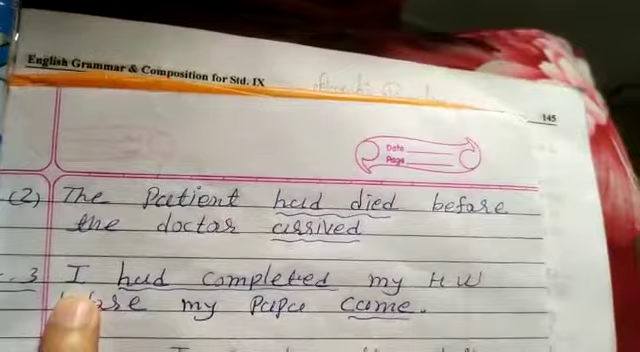 English Grammar & Composition for Std. IX
145
Date
Page
(2) The Patient had died before
the doctor arrived
3 I had completed my HW
my Papa came.